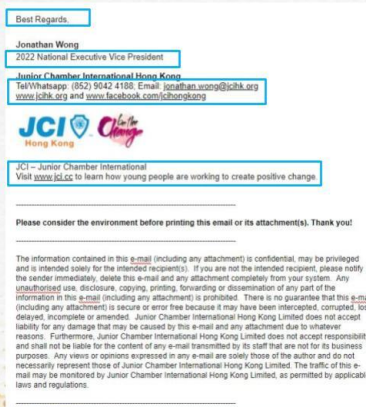 Best Regards,
Jonathan Wong
2022 National Executive Vice President
Junior Chamber International Hong Kong
Tel/Whatsapp: (852) 9042 4188; Email: jonathan.wong@jcihk.org
www.jcihk.org and www.facebook.com/jcihongkong
JCI
Hong Kong
Change
JCI – Junior Chamber International
Visit www.jci.cc to learn how young people are working to create positive change.
Please consider the environment before printing this email or its attachment(s). Thank you!
The information contained in this e-mail (including any attachment) is confidential, may be privileged
and is intended solely for the intended recipient(s). If you are not the intended recipient, please notify
the sender immediately, delete this e-mail and any attachment completely from your system. Any
unauthorised use, disclosure, copying, printing, forwarding or dissemination of any part of the
information in this e-mail (including any attachment) is prohibited. There is no guarantee that this e-ma
(including any attachment) is secure or error free because it may have been intercepted, corrupted, los
delayed, incomplete or amended. Junior Chamber International Hong Kong Limited does not accept
liability for any damage that may be caused by this e-mail and any attachment due to whatever
reasons. Furthermore, Junior Chamber International Hong Kong Limited does not accept responsibilit
and shall not be liable for the content of any e-mail transmitted by its staff that are not for its business
purposes. Any views or opinions expressed in any e-mail are solely those of the author and do not
necessarily represent those of Junior Chamber International Hong Kong Limited. The traffic of this e-
mail may be monitored by Junior Chamber International Hong Kong Limited, as permitted by applicabl
laws and regulations.